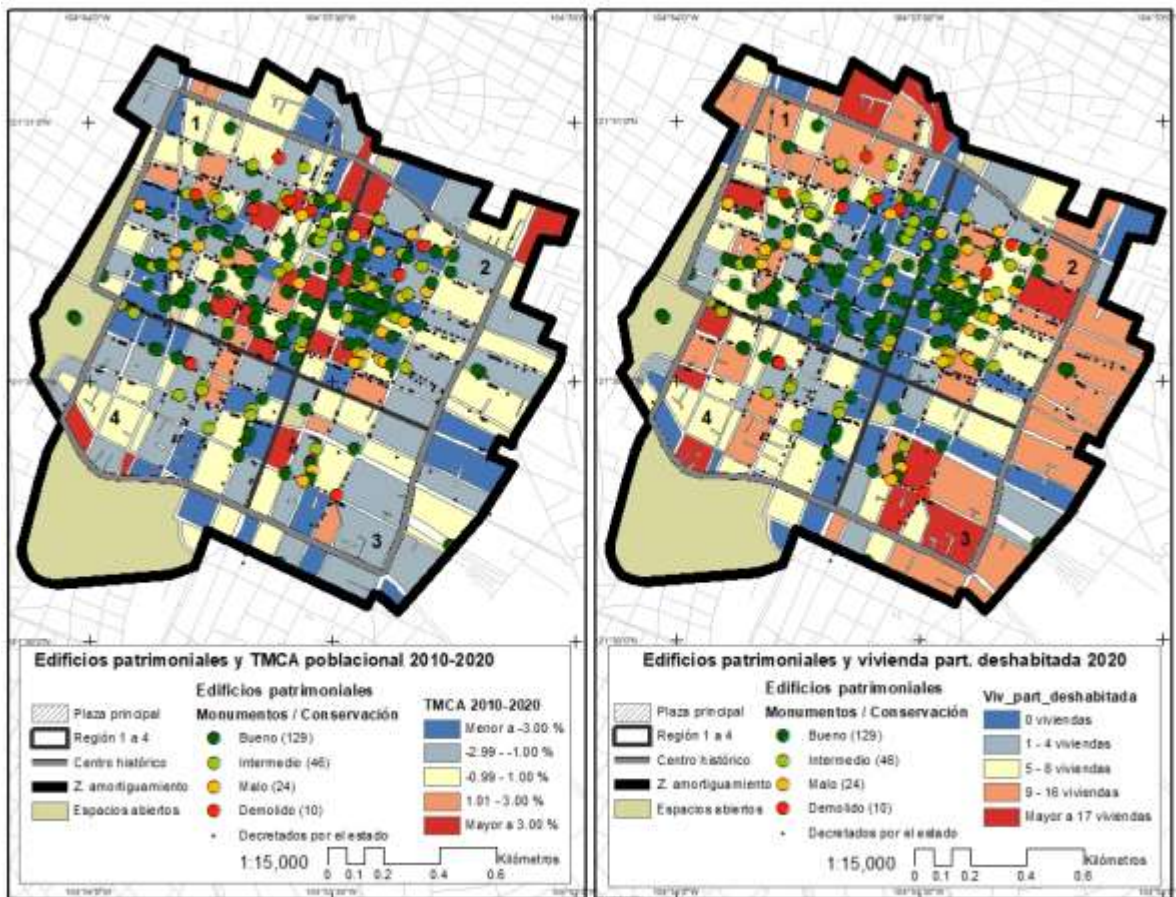 1
2
3
4
Edificios patrimoniales y TMCA poblacional 2010-2020
Plaza principal
Región 1 a 4
Centro histórico
Z. amortiguamiento
Espacios abiertos
Edificios patrimoniales
Monumentos / Conservación
Bueno (129)
Intermedio (46)
Malo (24)
Demolido (10)
Decretados por el estado
TMCA 2010-2020
Menor a -3.00 %
-2.99 - -1.00 %
-0.99 - 1.00 %
1.01 - 3.00 %
Mayor a 3.00 %
1:15,000
Kilómetros
0 0.1 0.2 0.4 0.6
1
2
3
4
Edificios patrimoniales y vivienda part. deshabitada 2020
Plaza principal
Región 1 a 4
Centro histórico
Z. amortiguamiento
Espacios abiertos
Edificios patrimoniales
Monumentos / Conservación
Bueno (129)
Intermedio (46)
Malo (24)
Demolido (10)
Decretados por el estado
Viv_part_deshabitada
0 viviendas
1 - 4 viviendas
5 - 8 viviendas
9 - 16 viviendas
Mayor a 17 viviendas
1:15,000
Kilómetros
0 0.1 0.2 0.4 0.6